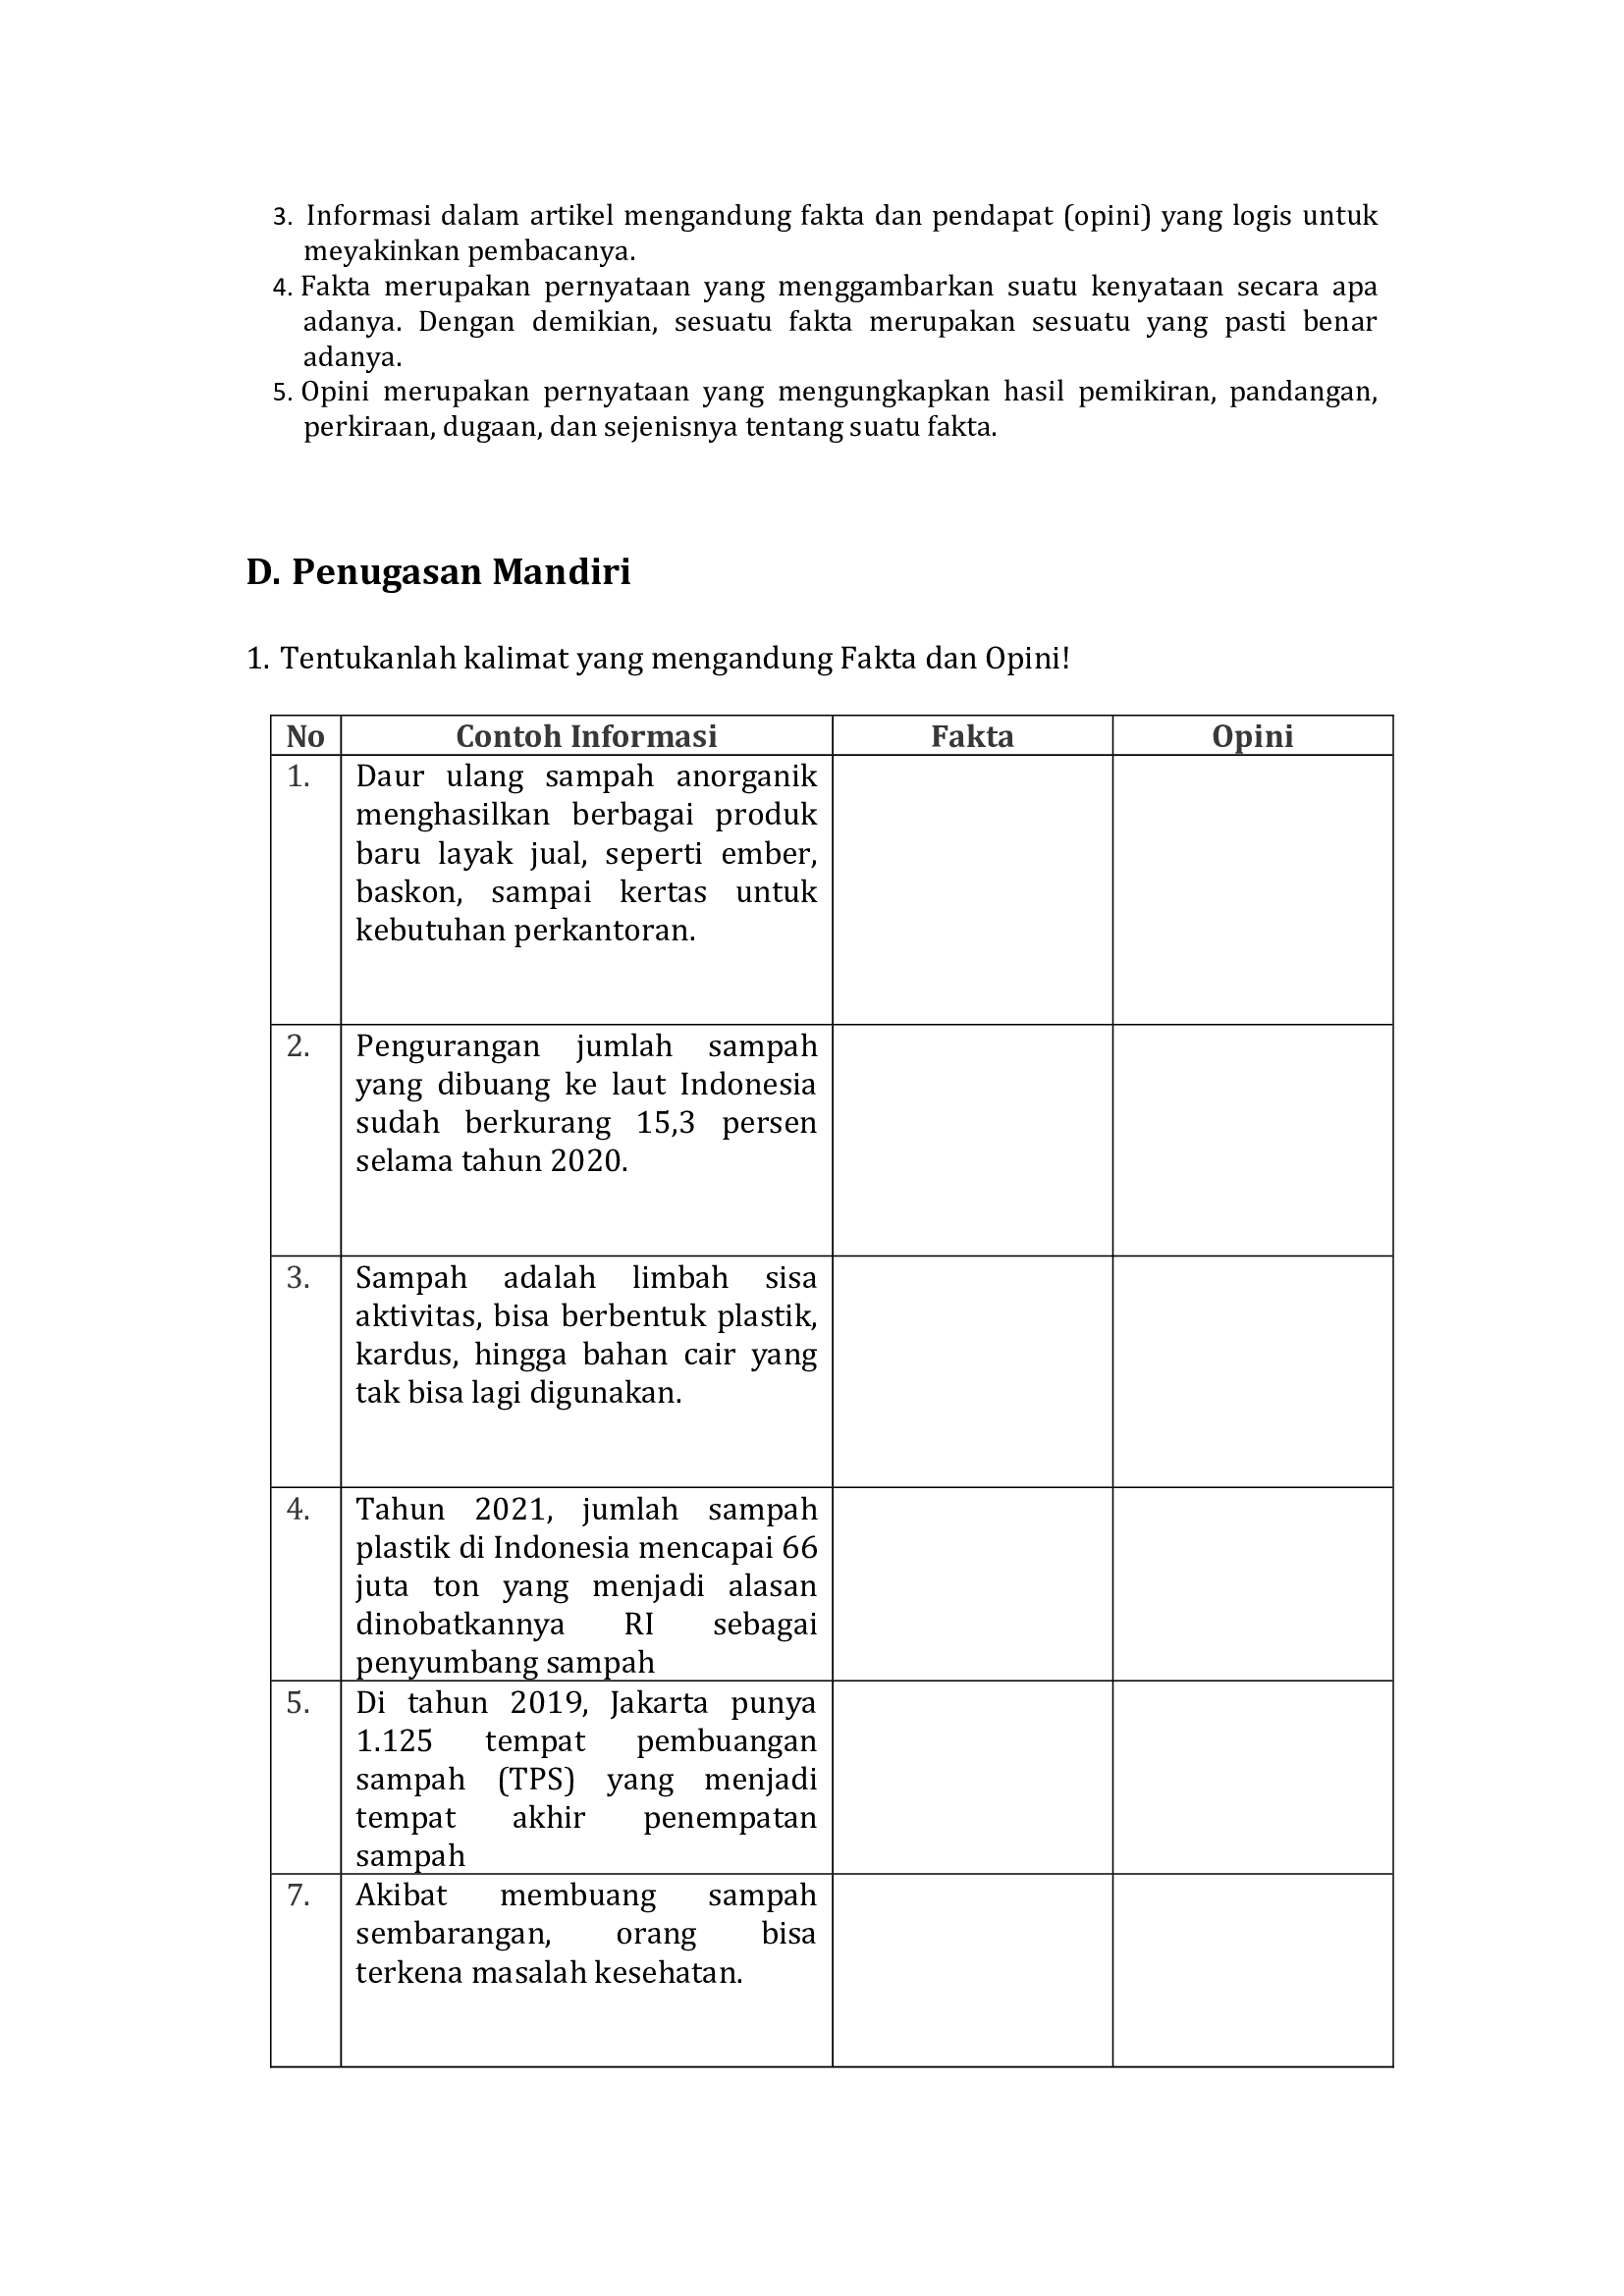 3. Informasi dalam artikel mengandung fakta dan pendapat (opini) yang logis untuk
meyakinkan pembacanya.
4. Fakta merupakan pernyataan yang menggambarkan suatu kenyataan secara apa
adanya. Dengan demikian, sesuatu fakta merupakan sesuatu yang pasti benar
adanya.
5. Opini merupakan pernyataan yang mengungkapkan hasil pemikiran, pandangan,
perkiraan, dugaan, dan sejenisnya tentang suatu fakta.
D. Penugasan Mandiri
1. Tentukanlah kalimat yang mengandung Fakta dan Opini!
No Contoh Informasi Fakta Opini
1. Daur ulang sampah anorganik
menghasilkan berbagai produk
baru layak jual, seperti ember,
baskon, sampai kertas untuk
kebutuhan perkantoran.
2. Pengurangan jumlah sampah
yang dibuang ke laut Indonesia
sudah berkurang 15,3 persen
selama tahun 2020.
3. Sampah adalah limbah sisa
aktivitas, bisa berbentuk plastik,
kardus, hingga bahan cair yang
tak bisa lagi digunakan.
4. Tahun 2021, jumlah sampah
plastik di Indonesia mencapai 66
juta ton yang menjadi alasan
dinobatkannya RI sebagai
penyumbang sampah
5. Di tahun 2019, Jakarta punya
1.125 tempat pembuangan
sampah (TPS) yang menjadi
tempat akhir penempatan
sampah
7. Akibat membuang sampah
sembarangan, orang bisa
terkena masalah kesehatan.